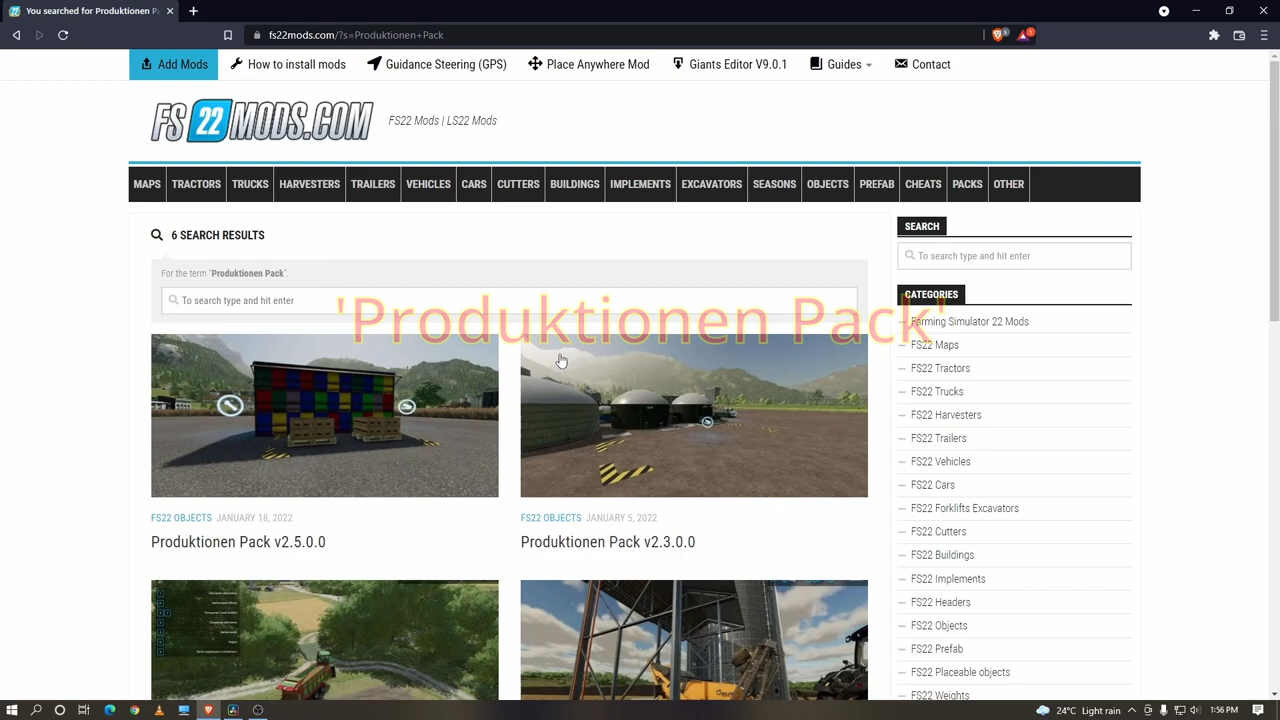 You searched for Produktionen Pa
fs22mods.com/?s=Produktionen+Pack
Add Mods
How to install mods
Guidance Steering (GPS)
Place Anywhere Mod
Giants Editor V9.0.1
Guides
Contact
FS22MODS.COM
FS22 Mods | LS22 Mods
MAPS
TRACTORS
TRUCKS
HARVESTERS
TRAILERS
VEHICLES
CARS
CUTTERS
BUILDINGS
IMPLEMENTS
EXCAVATORS
SEASONS
OBJECTS
PREFAB
CHEATS
PACKS
OTHER
6 SEARCH RESULTS
For the term "Produktionen Pack".
To search type and hit enter
'Produktionen Pack'
FS22 OBJECTS JANUARY 18, 2022
Produktionen Pack v2.5.0.0
FS22 OBJECTS JANUARY 5, 2022
Produktionen Pack v2.3.0.0
SEARCH
To search type and hit enter
CATEGORIES
Farming Simulator 22 Mods
FS22 Maps
FS22 Tractors
FS22 Trucks
FS22 Harvesters
FS22 Trailers
FS22 Vehicles
FS22 Cars
FS22 Forklifts Excavators
FS22 Cutters
FS22 Buildings
FS22 Implements
FS22 Headers
FS22 Objects
FS22 Prefab
FS22 Placeable objects
FS22 Weights
24°C Light rain
1:56 PM